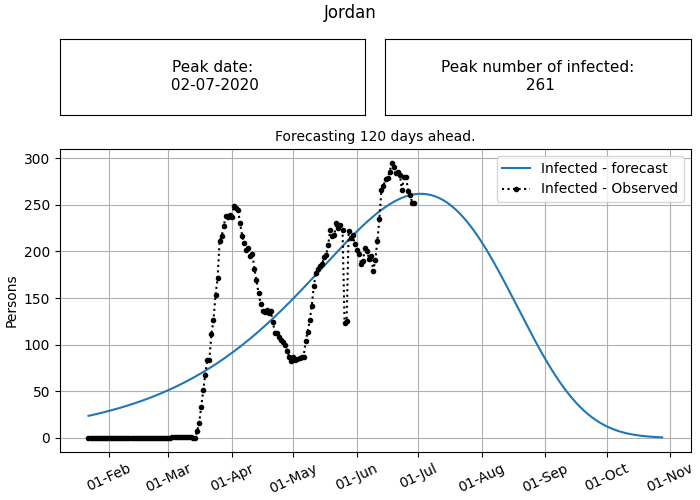 Jordan
Peak date:
02-07-2020
Peak number of infected:
261
Forecasting 120 days ahead.
Infected - forecast
Infected - Observed
Persons
300
250
200
150
100
50
0
01-Feb
01-Mar
01-Apr
01-May
01-Jun
01-Jul
01-Aug
01-Sep
01-Oct
01-Nov